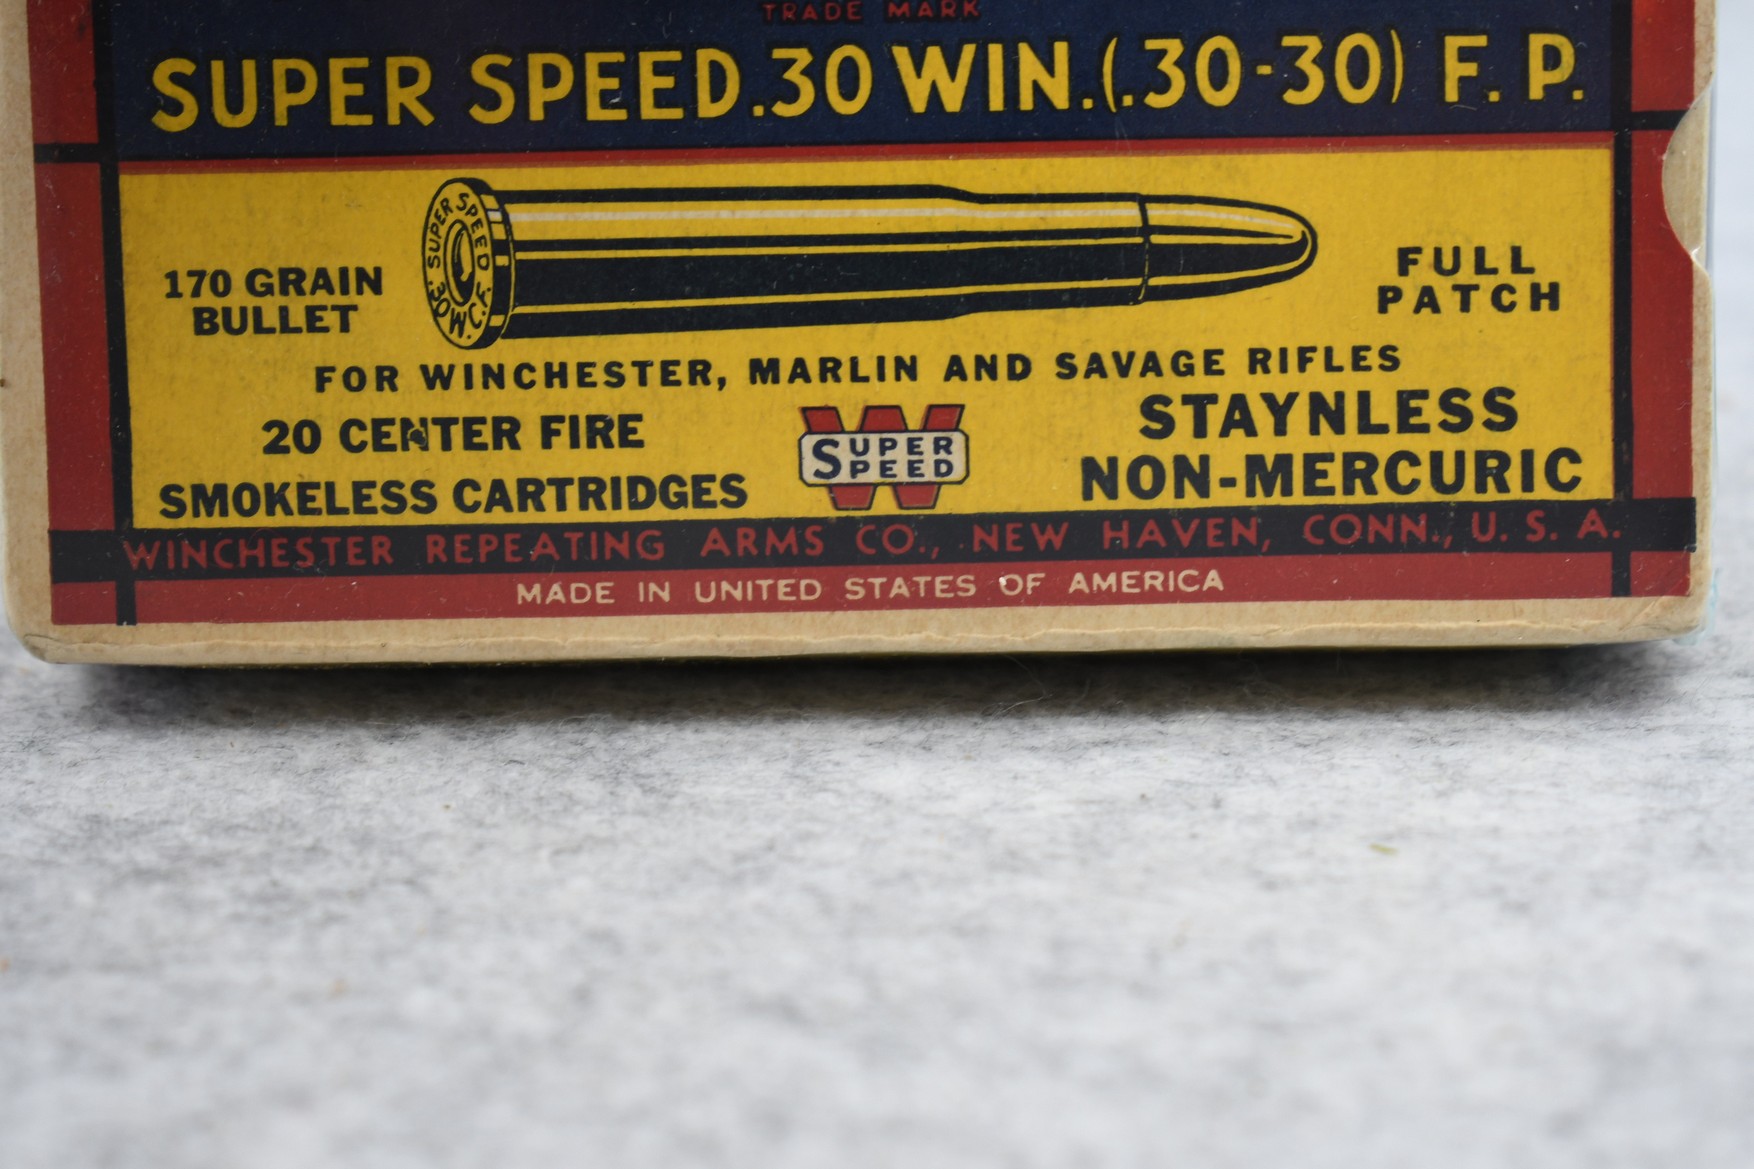 TRADE MARK
SUPER SPEED .30 WIN. (.30-30) F. P.
SUPER SPEED
170 GRAIN
BULLET
FULL
PATCH
FOR WINCHESTER, MARLIN AND SAVAGE RIFLES
20 CENTER FIRE
SMOKELESS CARTRIDGES
W
SUPER
SPEED
STAYNLESS
NON-MERCURIC
WINCHESTER REPEATING ARMS CO., NEW HAVEN, CONN., U. S. A.
MADE IN UNITED STATES OF AMERICA